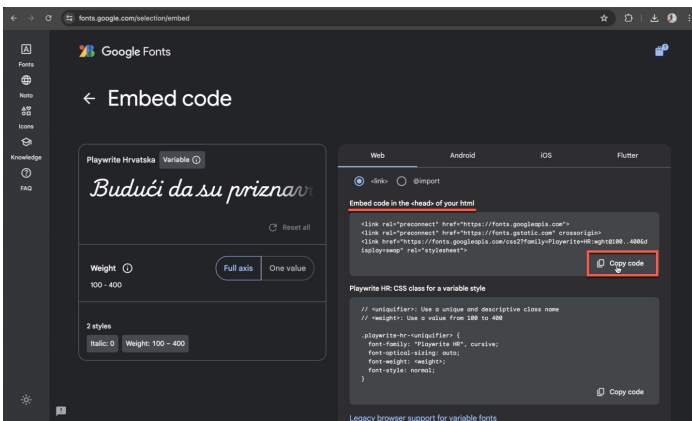 fonts.google.com/selection/embed
Fonts
Noto
Icons
Knowledge
FAQ
Google Fonts
Embed code
Playwrite Hrvatska Variable
Budući da su priznan
Reset all
Weight
Full axis One value
100 - 400
2 styles
Italic: 0 Weight: 100 – 400
Web Android iOS Flutter
<link> @import
Embed code in the <head> of your html
<link rel="preconnect" href="https://fonts.googleapis.com">
<link rel="preconnect" href="https://fonts.gstatic.com" crossorigin>
<link href="https://fonts.googleapis.com/css2?family=Playwrite+HR:wght@100..400&d
isplay=swap" rel="stylesheet">
Copy code
Playwrite HR: CSS class for a variable style
// <uniquifier>: Use a unique and descriptive class name
// <weight>: Use a value from 100 to 400
.playwrite-hr-<uniquifier> {
font-family: "Playwrite HR", cursive;
font-optical-sizing: auto;
font-weight: <weight>;
font-style: normal;
}
Copy code
Legacy browser support for variable fonts